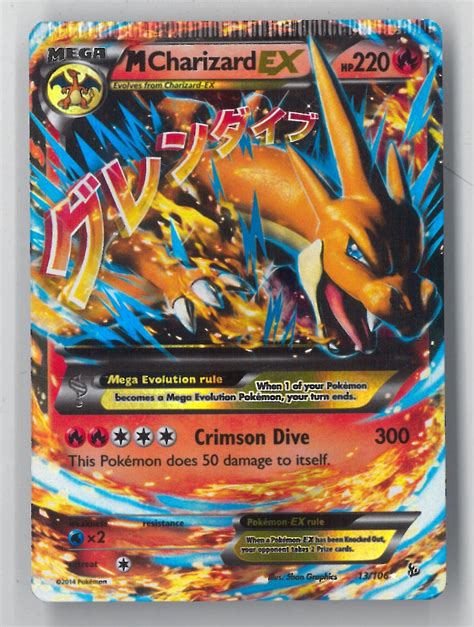 MEGA
M Charizard EX
HP 220
Evolves from Charizard-EX
グレンダイブ
Mega Evolution rule
When 1 of your Pokémon
becomes a Mega Evolution Pokémon, your turn ends.
Crimson Dive 300
This Pokémon does 50 damage to itself.
weakness resistance
×2
Pokémon-EX rule
When a Pokémon-EX has been Knocked Out,
your opponent takes 2 Prize cards.
retreat
©2014 Pokémon
Illus. 5ban Graphics
13/106